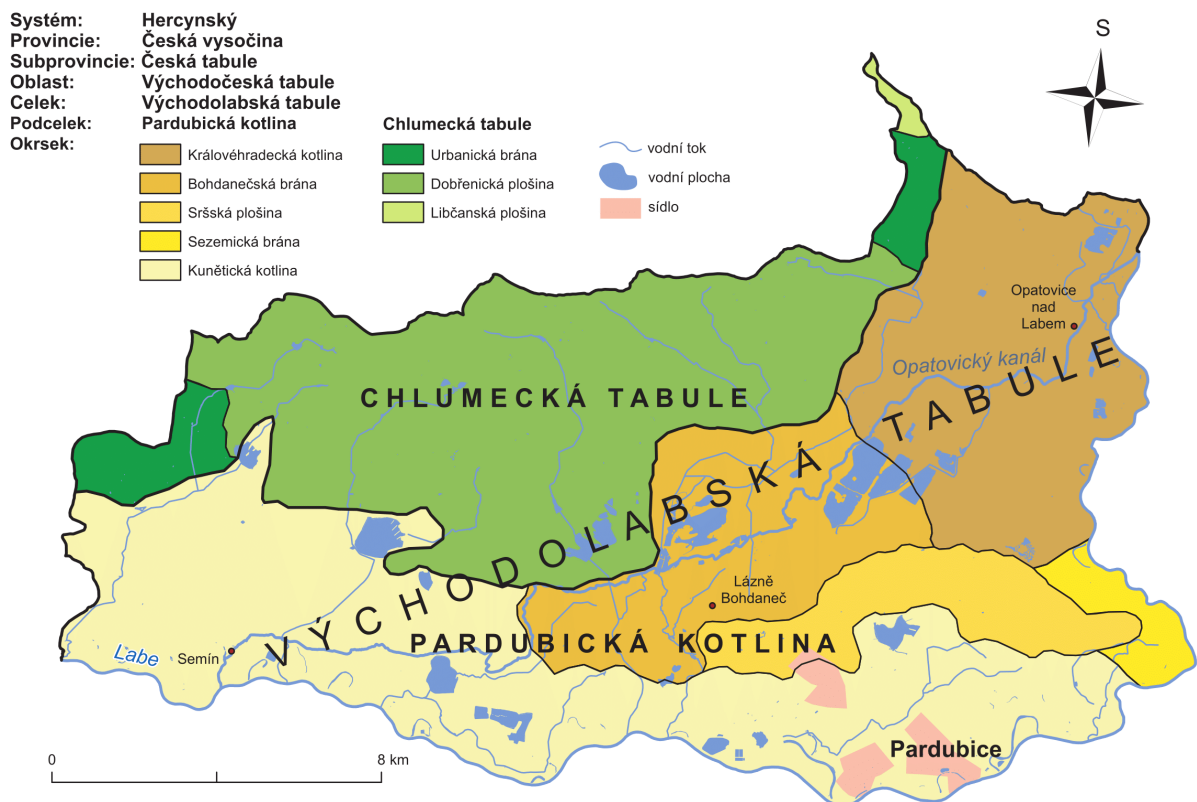 Systém: Hercynský
Provincie: Česká vysočina
Subprovincie: Česká tabule
Oblast: Východočeská tabule
Celek: Východolabská tabule
Podcelek: Pardubická kotlina Chlumecká tabule
Okrsek:
Královéhradecká kotlina
Bohdanečská brána
Sršská plošina
Sezemická brána
Kunětická kotlina
Urbanická brána
Dobřenická plošina
Libčanská plošina
vodní tok
vodní plocha
sídlo
S
Opatovice
nad
Labem
Opatovický kanál
CHLUMECKÁ TABULE
VÝCHODOLABSKÁ TABULE
Lázně
Bohdaneč
PARDUBICKÁ KOTLINA
Labe
Semín
Pardubice
0 8 km